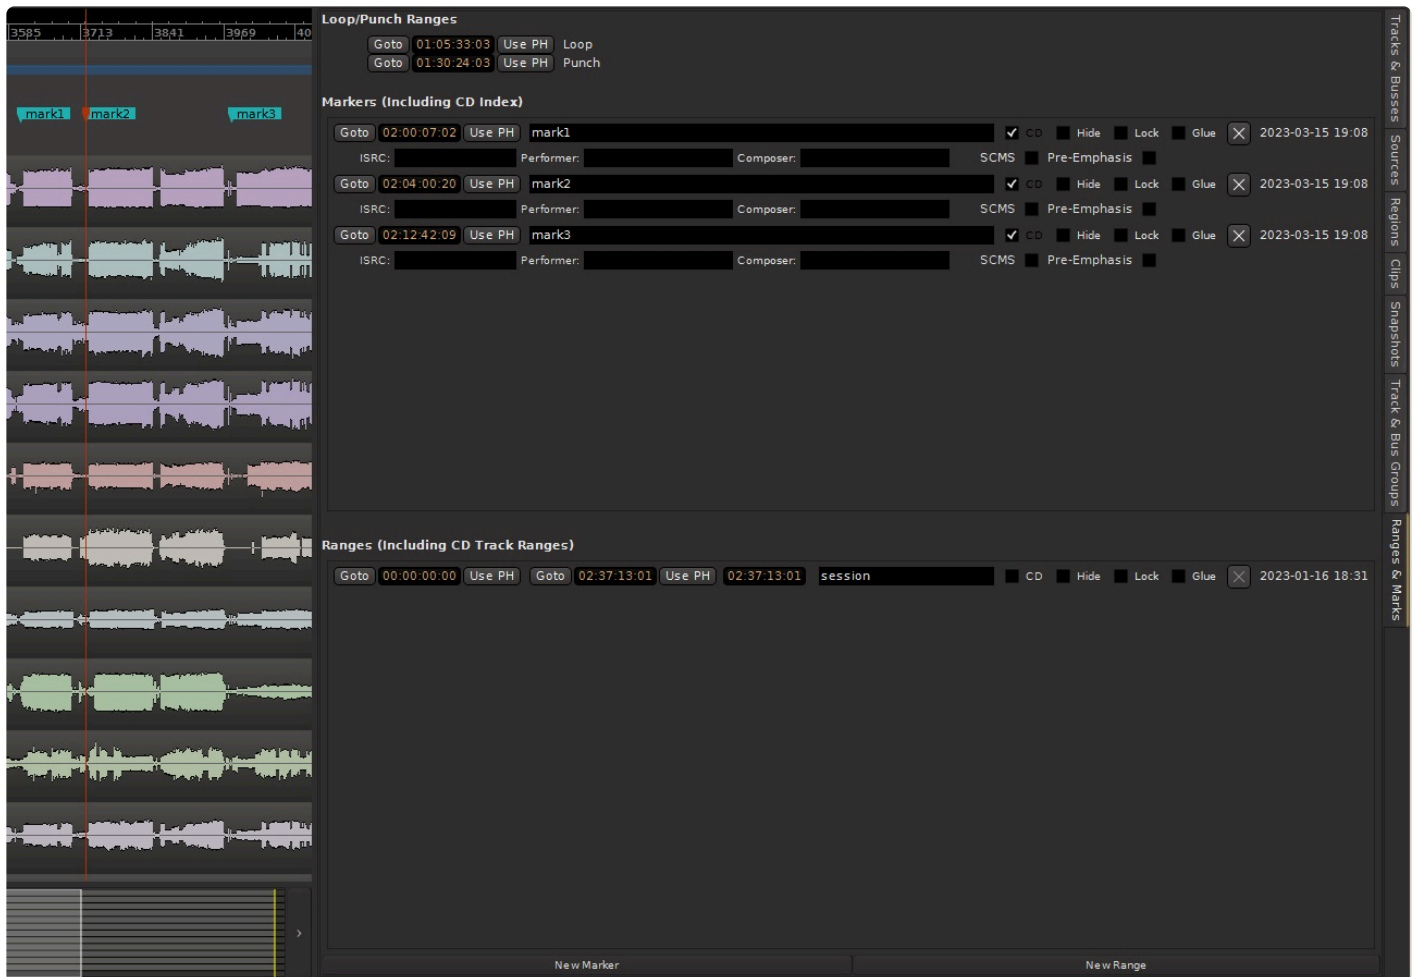 Loop/Punch Ranges
3585 3713 3841 3969 40
Goto 01:05:33:03 Use PH Loop
Goto 01:30:24:03 Use PH Punch
Markers (Including CD Index)
mark1 mark2 mark3
Goto 02:00:07:02 Use PH mark1 CD Hide Lock Glue 2023-03-15 19:08
ISRC: Performer: Composer: SCMS Pre-Emphasis
Goto 02:04:00:20 Use PH mark2 CD Hide Lock Glue 2023-03-15 19:08
ISRC: Performer: Composer: SCMS Pre-Emphasis
Goto 02:12:42:09 Use PH mark3 CD Hide Lock Glue 2023-03-15 19:08
ISRC: Performer: Composer: SCMS Pre-Emphasis
Ranges (Including CD Track Ranges)
Goto 00:00:00:00 Use PH Goto 02:37:13:01 Use PH 02:37:13:01 session CD Hide Lock Glue 2023-01-16 18:31
New Marker New Range
Tracks & Busses
Sources
Regions
Clips
Snapshots
Track & Bus Groups
Ranges & Marks